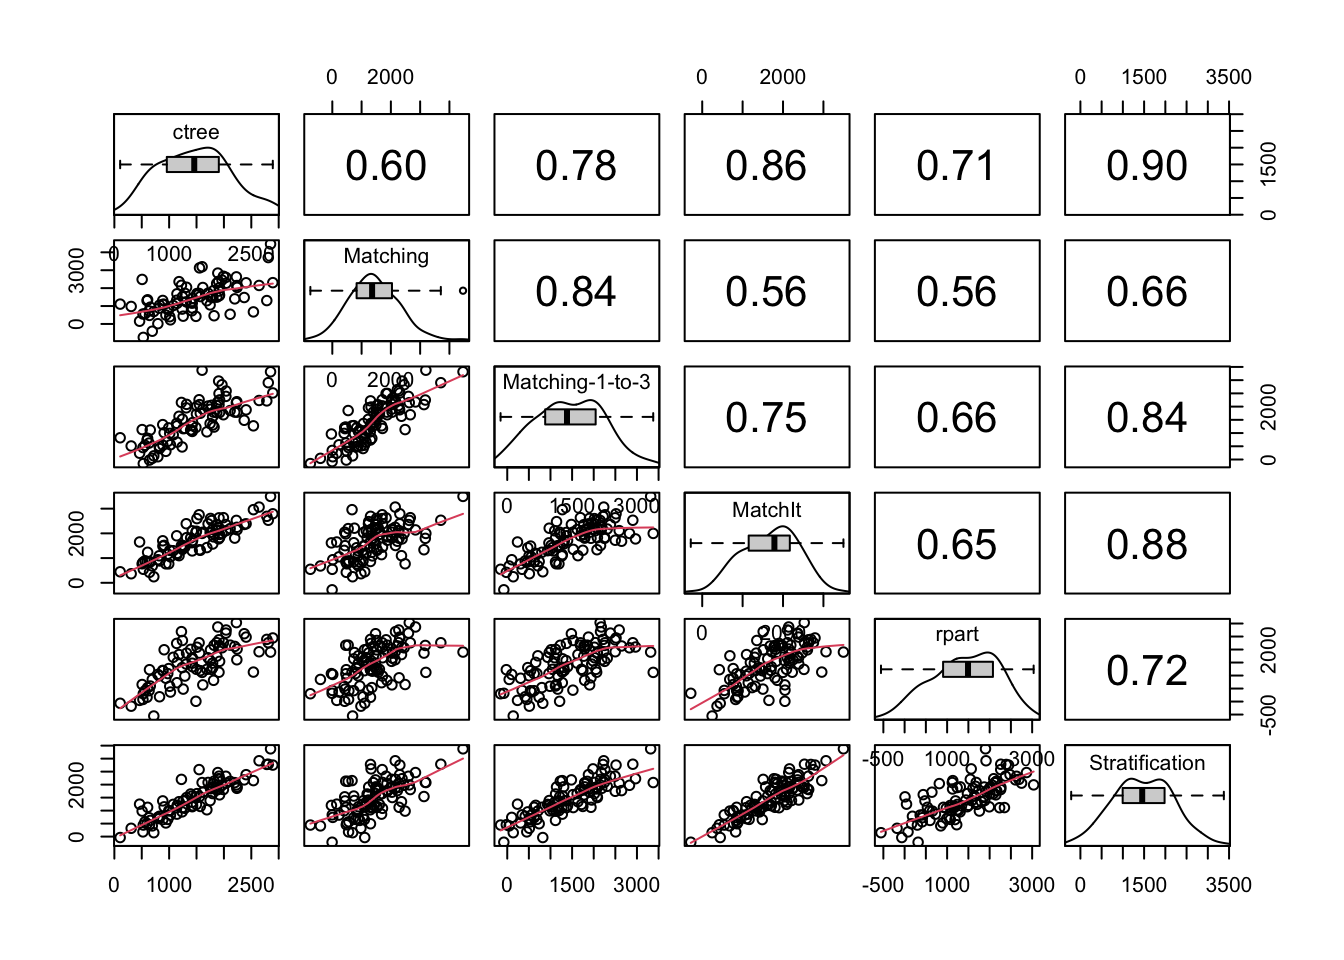 0 2000 0 2000 0 1500 3500
ctree 0.60 0.78 0.86 0.71 0.90 0 1500
0 3000 0 1000 2500 Matching 0.84 0.56 0.56 0.66
0 2000 Matching-1-to-3 0.75 0.66 0.84 0 2000
0 2000 0 1500 3000 MatchIt 0.65 0.88
0 2000 rpart 0.72 -500 2000
0 2000 -500 1000 3000 Stratification
0 1000 2500 0 1500 3000 -500 1000 3000 0 1500 3500